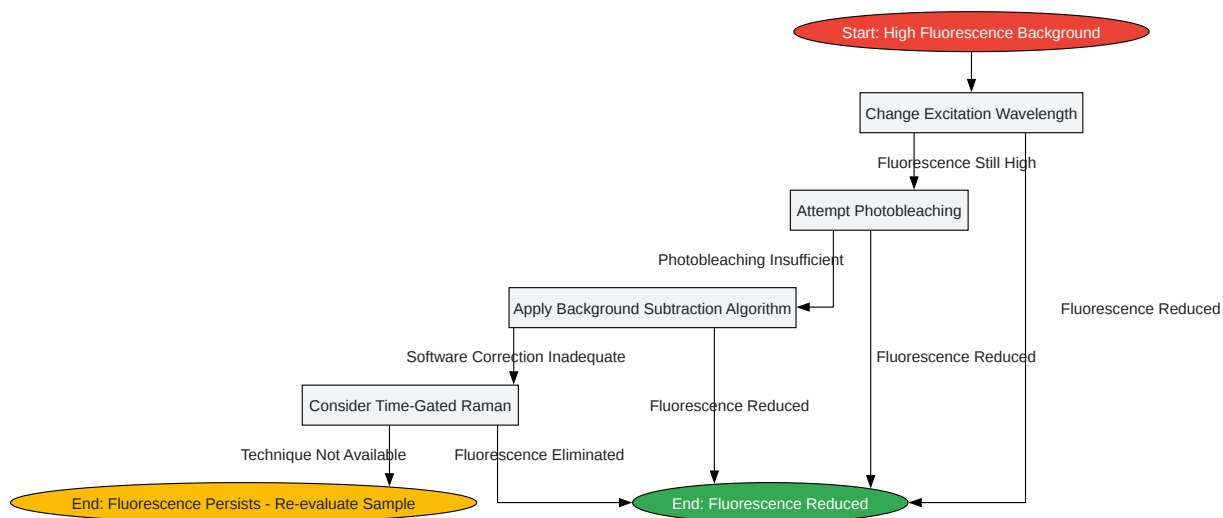 Start: High Fluorescence Background
Change Excitation Wavelength
Fluorescence Still High
Attempt Photobleaching
Photobleaching Insufficient
Apply Background Subtraction Algorithm
Fluorescence Reduced
Software Correction Inadequate
Fluorescence Reduced
Consider Time-Gated Raman
Fluorescence Reduced
Technique Not Available
Fluorescence Eliminated
End: Fluorescence Persists - Re-evaluate Sample
End: Fluorescence Reduced